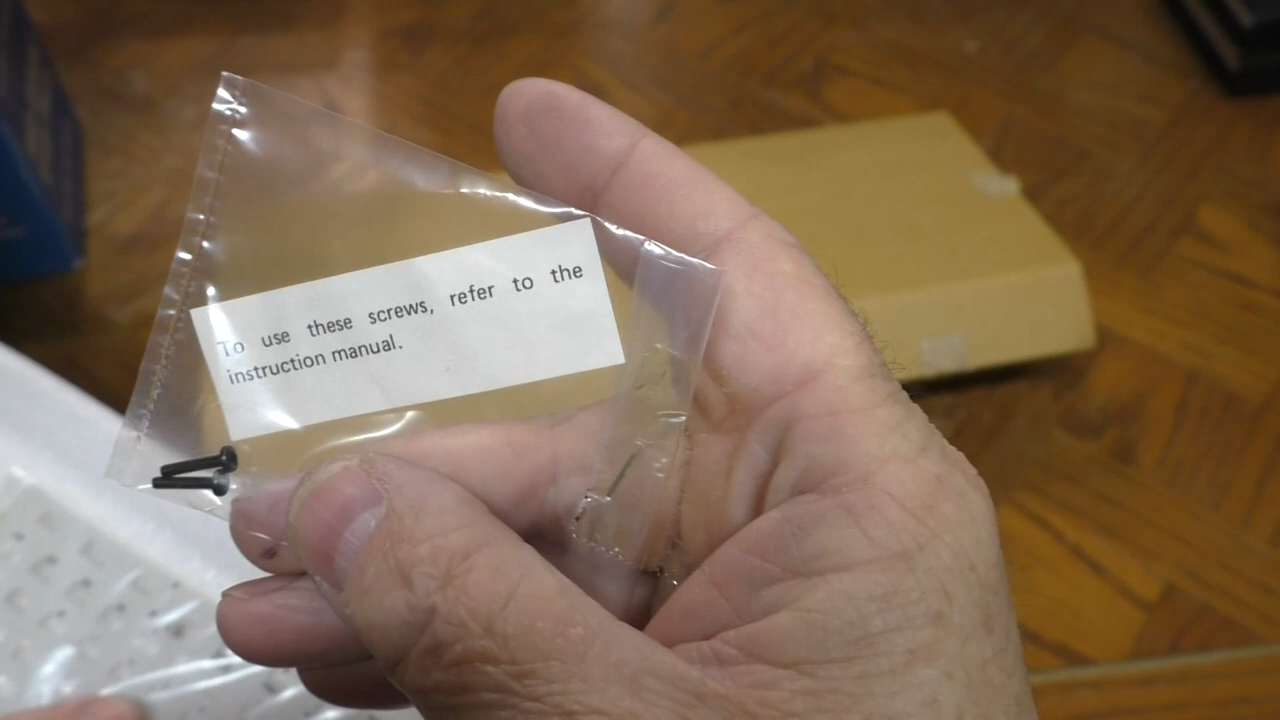 To use these screws, refer to the
instruction manual.